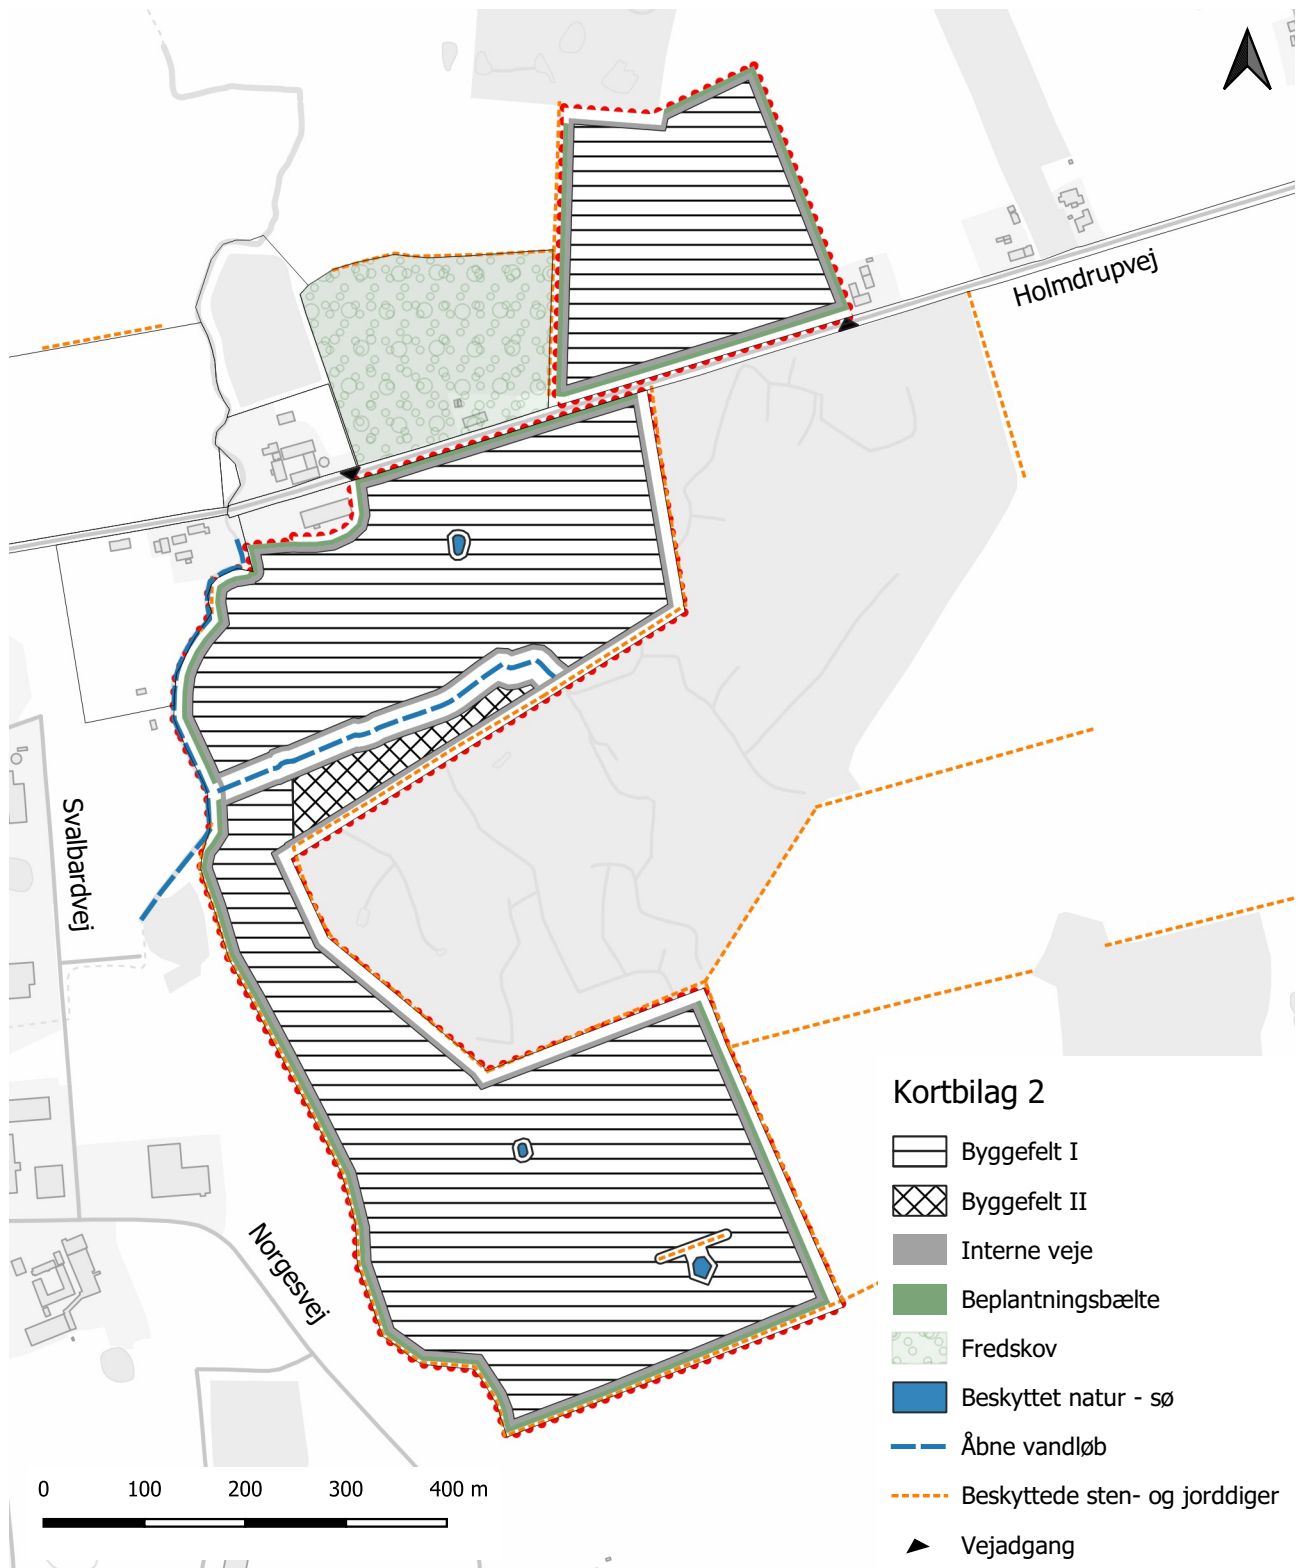 Holmdrupvej
Svalbardvej
Norgesvej
Kortbilag 2
Byggefelt I
Byggefelt II
Interne veje
Beplantningsbælte
Fredskov
Beskyttet natur - sø
Åbne vandløb
Beskyttede sten- og jorddiger
Vejadgang
0 100 200 300 400 m